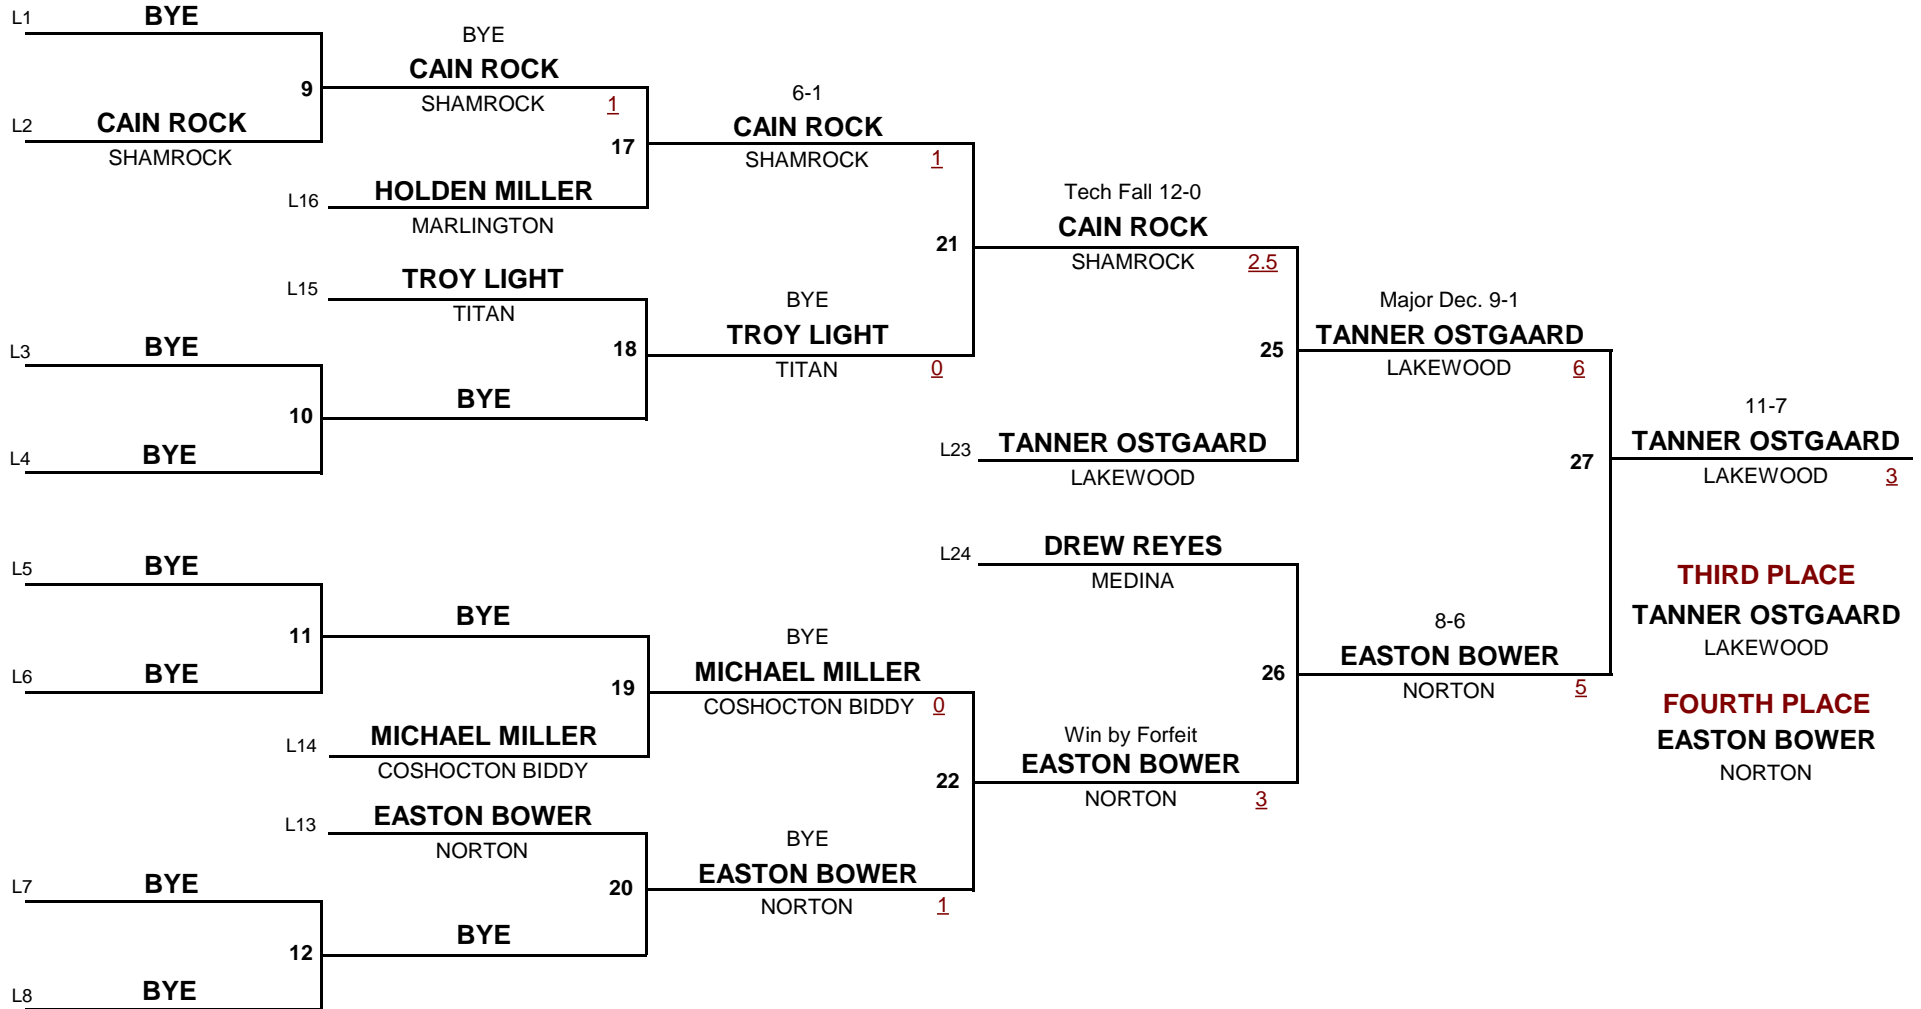 L1 BYE
9
L2 CAIN ROCK
SHAMROCK
BYE
CAIN ROCK
SHAMROCK 1
17
L16 HOLDEN MILLER
MARLINGTON
6-1
CAIN ROCK
SHAMROCK 1
L15 TROY LIGHT
TITAN
18
L3 BYE
10
BYE
L4 BYE
BYE
TROY LIGHT
TITAN 0
21
Tech Fall 12-0
CAIN ROCK
SHAMROCK 2.5
25
L23 TANNER OSTGAARD
LAKEWOOD
Major Dec. 9-1
TANNER OSTGAARD
LAKEWOOD 6
27
11-7
TANNER OSTGAARD
LAKEWOOD 3
L5 BYE
11
BYE
L6 BYE
19
L14 MICHAEL MILLER
COSHOCTON BIDDY
BYE
MICHAEL MILLER
COSHOCTON BIDDY 0
22
L13 EASTON BOWER
NORTON
20
L7 BYE
12
BYE
L8 BYE
BYE
EASTON BOWER
NORTON 1
L24 DREW REYES
MEDINA
26
Win by Forfeit
EASTON BOWER
NORTON 3
8-6
EASTON BOWER
NORTON 5
THIRD PLACE
TANNER OSTGAARD
LAKEWOOD
FOURTH PLACE
EASTON BOWER
NORTON